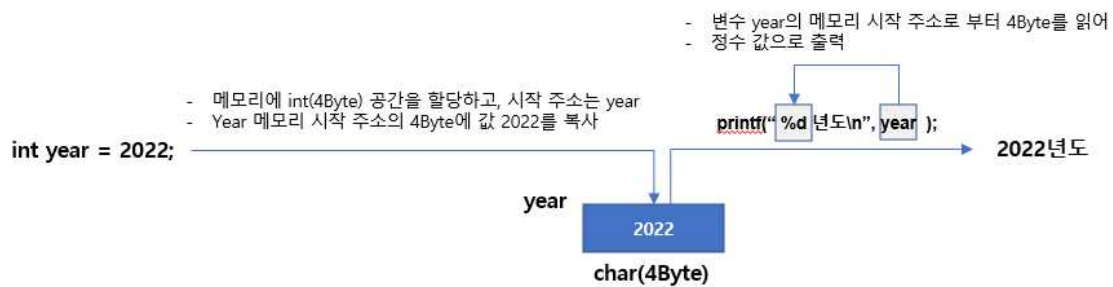 - 변수 year의 메모리 시작 주소로 부터 4Byte를 읽어
- 정수 값으로 출력
- 메모리에 int(4Byte) 공간을 할당하고, 시작 주소는 year
- Year 메모리 시작 주소의 4Byte에 값 2022를 복사
printf(“ %d 년도\n”, year );
int year = 2022;
2022년도
year
2022
char(4Byte)